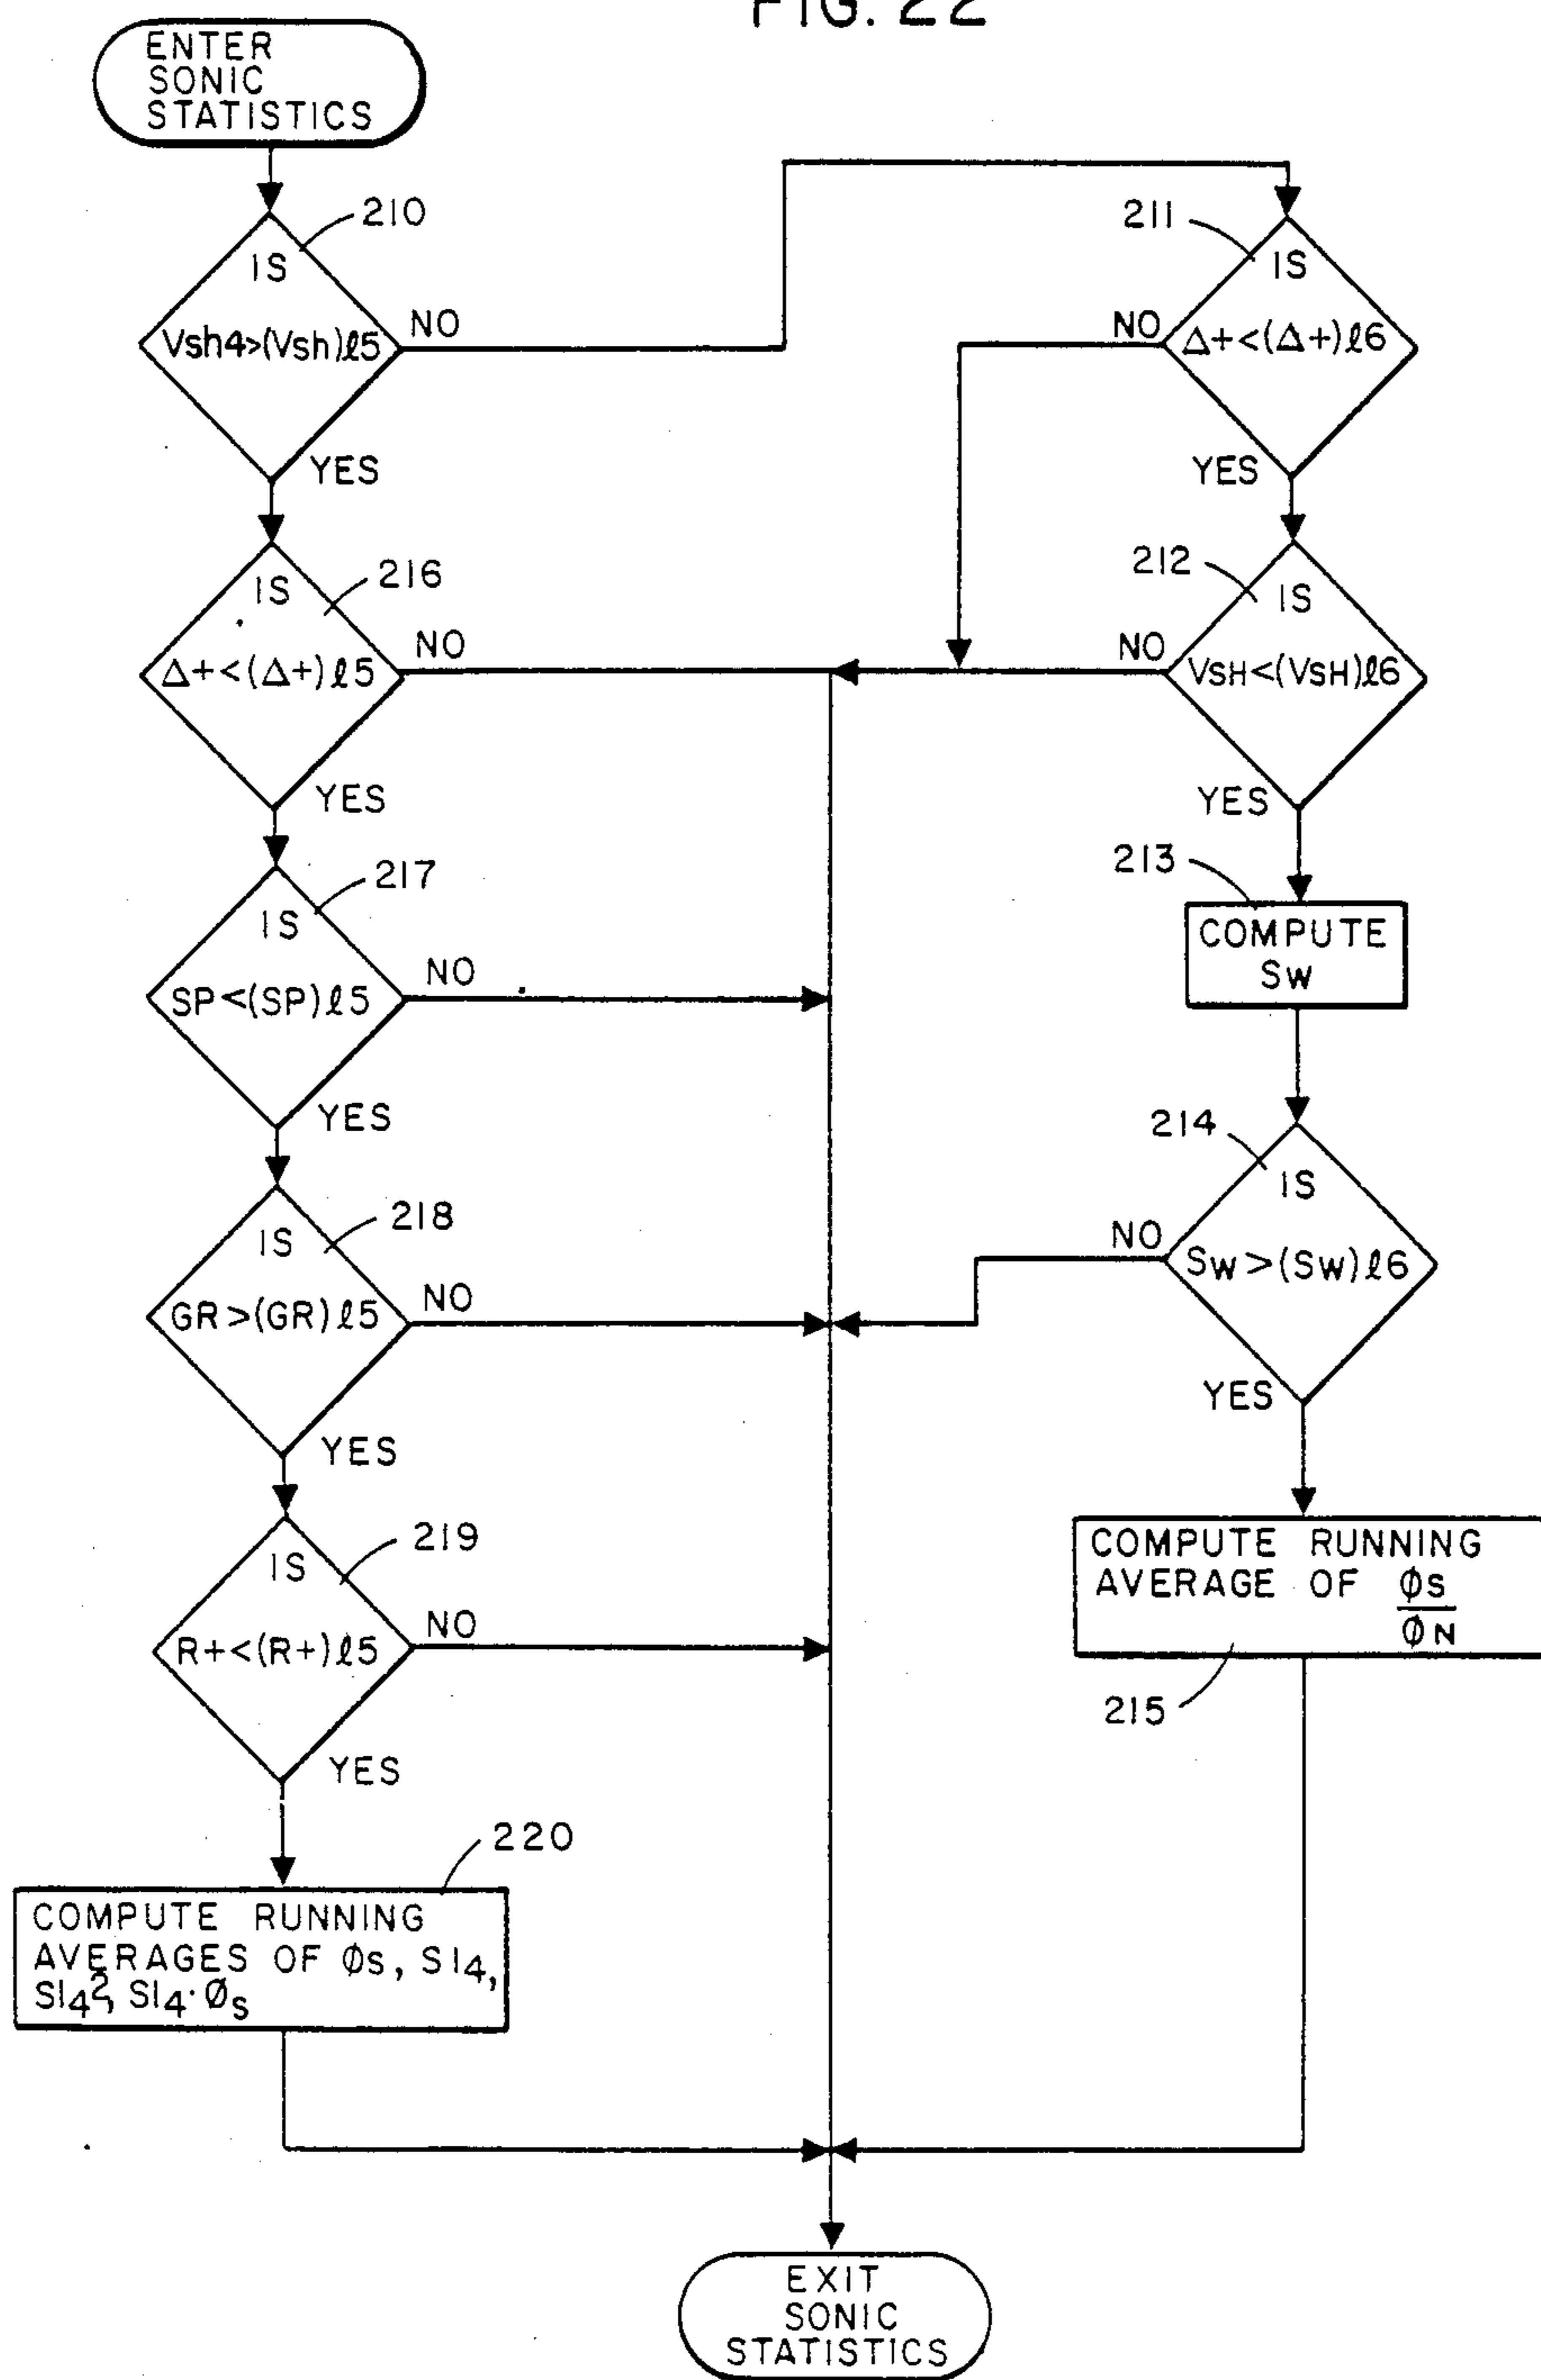 FIG. 22
ENTER
SONIC
STATISTICS
210
IS
Vsh4>(Vsh)ℓ5
NO
YES
211
IS
Δ+<(Δ+)ℓ6
NO
YES
216
IS
Δ+<(Δ+)ℓ5
NO
YES
212
IS
VSH<(VSH)ℓ6
NO
YES
217
IS
SP<(SP)ℓ5
NO
YES
213
COMPUTE
SW
218
IS
GR>(GR)ℓ5
NO
YES
214
IS
SW>(SW)ℓ6
NO
YES
219
IS
R+<(R+)ℓ5
NO
YES
COMPUTE RUNNING
AVERAGE OF ØS
ØN
215
220
COMPUTE RUNNING
AVERAGES OF ØS, SI4,
SI4², SI4·ØS
EXIT
SONIC
STATISTICS